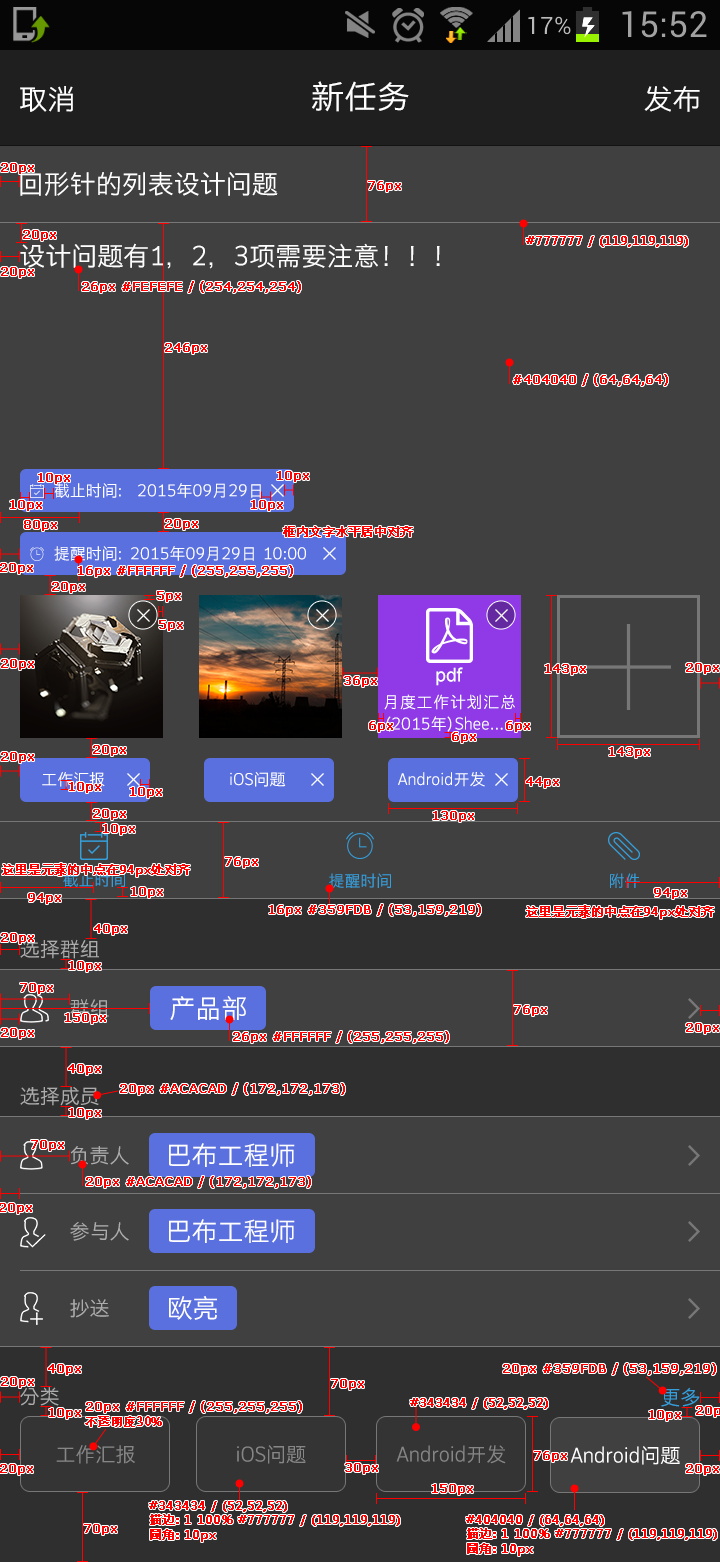 17% 15:52
取消 新任务 发布
20px
回形针的列表设计问题
76px
20px
#777777 / (119,119,119)
设计问题有1，2，3项需要注意！！！
20px
26px #FEFEFE / (254,254,254)
246px
#404040 / (64,64,64)
10px 10px
截止时间: 2015年09月29日
10px 10px
80px 20px
框内文字水平居中对齐
提醒时间: 2015年09月29日 10:00
20px 16px #FFFFFF / (255,255,255)
20px
5px
5px
20px
36px
143px
20px
pdf
月度工作计划汇总
(2015年)Shee...
6px 6px
6px
143px
20px
20px
工作汇报 iOS问题 Android开发
44px
10px 10px
20px
130px
10px
76px
这里是元素的中点在94px处对齐
截止时间 提醒时间 附件
10px 94px
94px
16px #359FDB / (53,159,219)
这里是元素的中点在94px处对齐
40px
20px
选择群组
10px
70px
群组 产品部
150px
76px
20px
26px #FFFFFF / (255,255,255)
20px
40px
20px #ACACAD / (172,172,173)
选择成员
10px
70px
负责人 巴布工程师
20px #ACACAD / (172,172,173)
20px
参与人 巴布工程师
抄送 欧亮
40px
20px #359FDB / (53,159,219)
20px
70px
分类 更多
20px #FFFFFF / (255,255,255)
#343434 / (52,52,52)
10px
不透明度30%
10px
20px
工作汇报 iOS问题 Android开发 Android问题
76px
20px
30px
20px
150px
#343434 / (52,52,52)
描边: 1 100% #777777 / (119,119,119)
圆角: 10px
#404040 / (64,64,64)
描边: 1 100% #777777 / (119,119,119)
圆角: 10px
70px